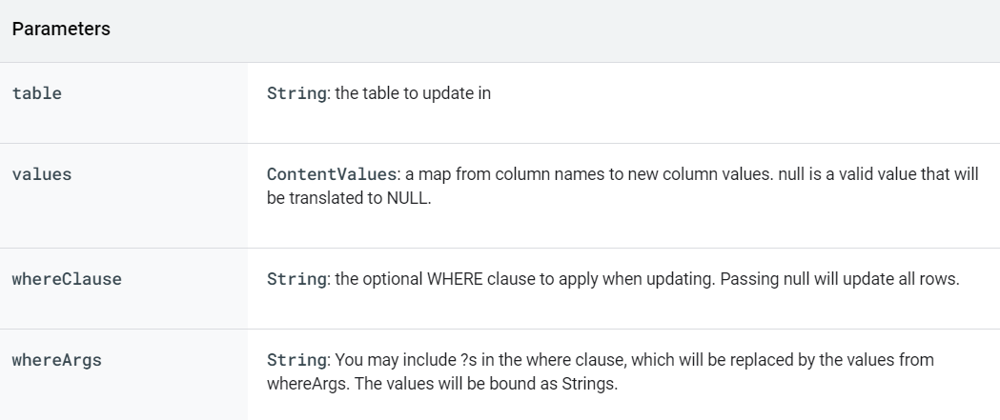 Parameters
table
String: the table to update in
values
ContentValues: a map from column names to new column values. null is a valid value that will
be translated to NULL.
whereClause
String: the optional WHERE clause to apply when updating. Passing null will update all rows.
whereArgs
String: You may include ?s in the where clause, which will be replaced by the values from
whereArgs. The values will be bound as Strings.